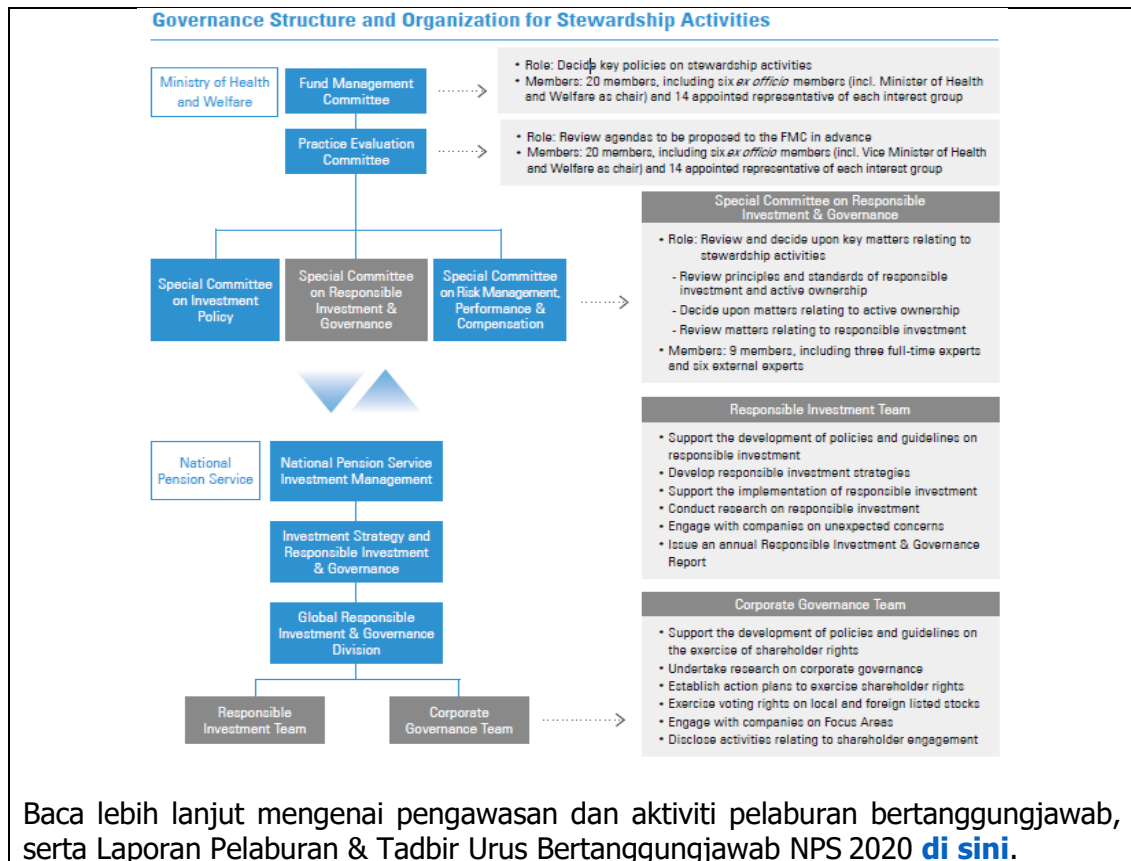 Governance Structure and Organization for Stewardship Activities
Ministry of Health
and Welfare
Fund Management
Committee
• Role: Decide key policies on stewardship activities
• Members: 20 members, including six ex officio members (incl. Minister of Health
and Welfare as chair) and 14 appointed representative of each interest group
Practice Evaluation
Committee
• Role: Review agendas to be proposed to the FMC in advance
• Members: 20 members, including six ex officio members (incl. Vice Minister of Health
and Welfare as chair) and 14 appointed representative of each interest group
Special Committee
on Investment
Policy
Special Committee
on Responsible
Investment &
Governance
Special Committee
on Risk Management,
Performance &
Compensation
Special Committee on Responsible
Investment & Governance
• Role: Review and decide upon key matters relating to
stewardship activities
- Review principles and standards of responsible
investment and active ownership
- Decide upon matters relating to active ownership
- Review matters relating to responsible investment
• Members: 9 members, including three full-time experts
and six external experts
National
Pension Service
National Pension Service
Investment Management
Investment Strategy and
Responsible Investment
& Governance
Global Responsible
Investment & Governance
Division
Responsible
Investment Team
Corporate
Governance Team
Responsible Investment Team
• Support the development of policies and guidelines on
responsible investment
• Develop responsible investment strategies
• Support the implementation of responsible investment
• Conduct research on responsible investment
• Engage with companies on unexpected concerns
• Issue an annual Responsible Investment & Governance
Report
Corporate Governance Team
• Support the development of policies and guidelines on
the exercise of shareholder rights
• Undertake research on corporate governance
• Establish action plans to exercise shareholder rights
• Exercise voting rights on local and foreign listed stocks
• Engage with companies on Focus Areas
• Disclose activities relating to shareholder engagement
Baca lebih lanjut mengenai pengawasan dan aktiviti pelaburan bertanggungjawab,
serta Laporan Pelaburan & Tadbir Urus Bertanggungjawab NPS 2020 di sini.